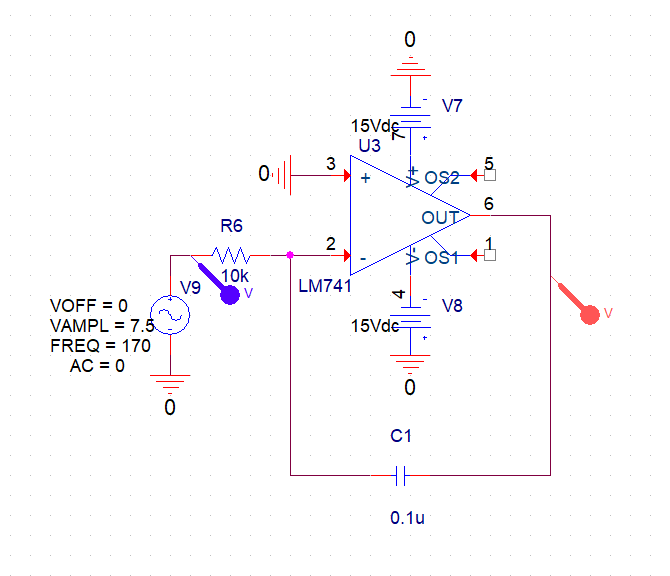 0
V7
-
15Vdc
7
+
U3
0
3
+
V+
OS2
5
6
OUT
R6
2
-
V-
OS1
1
10k
LM741
V9
V
4
-
V8
VOFF = 0
VAMPL = 7.5
+
-
15Vdc
+
V
FREQ = 170
AC = 0
0
0
C1
0.1u